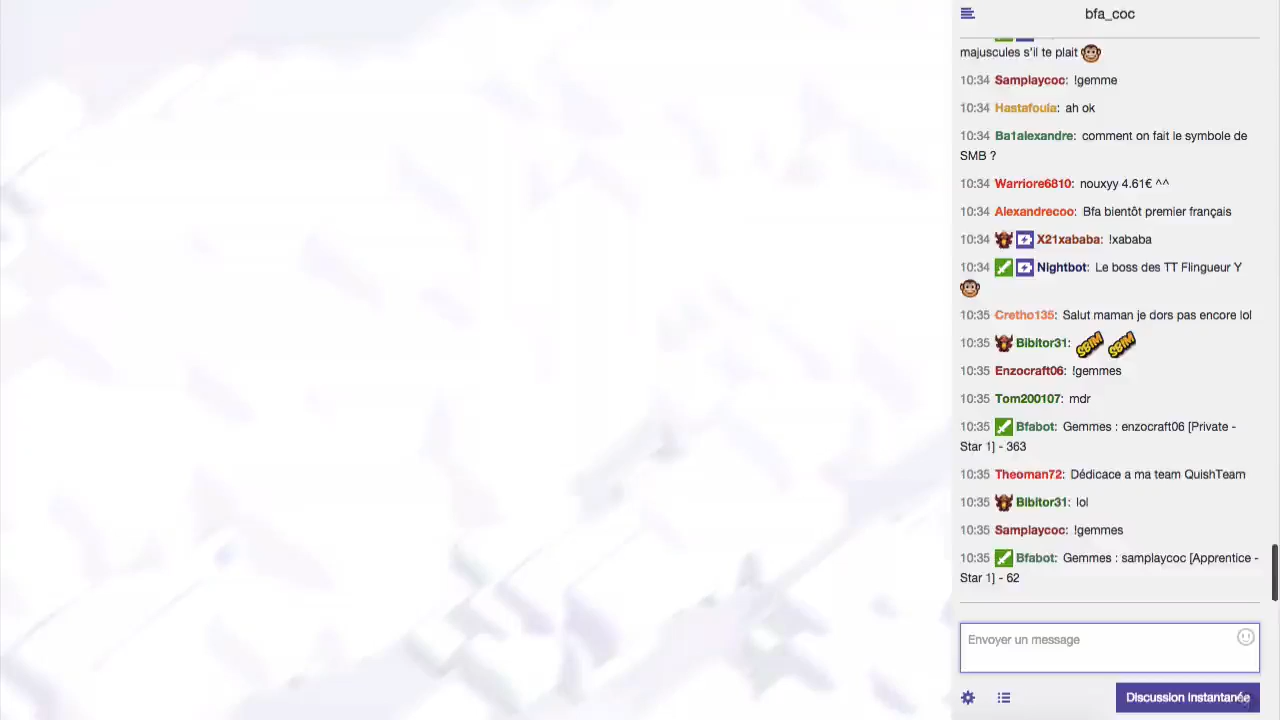 bfa_coc
majuscules s'il te plait
10:34 Samplaycoc: !gemme
10:34 Hastafouia: ah ok
10:34 Ba1alexandre: comment on fait le symbole de
SMB ?
10:34 Warriore6810: nouxyy 4.61€ ^^
10:34 Alexandrecoo: Bfa bientôt premier français
10:34 X21xababa: !xababa
10:34 Nightbot: Le boss des TT Flingueur Y
10:35 Cretho135: Salut maman je dors pas encore lol
10:35 Bibitor31: SBIM SBIM
10:35 Enzocraft06: !gemmes
10:35 Tom200107: mdr
10:35 Bfabot: Gemmes : enzocraft06 [Private -
Star 1] - 363
10:35 Theoman72: Dédicace a ma team QuishTeam
10:35 Bibitor31: lol
10:35 Samplaycoc: !gemmes
10:35 Bfabot: Gemmes : samplaycoc [Apprentice -
Star 1] - 62
Envoyer un message
Discussion Instantanée